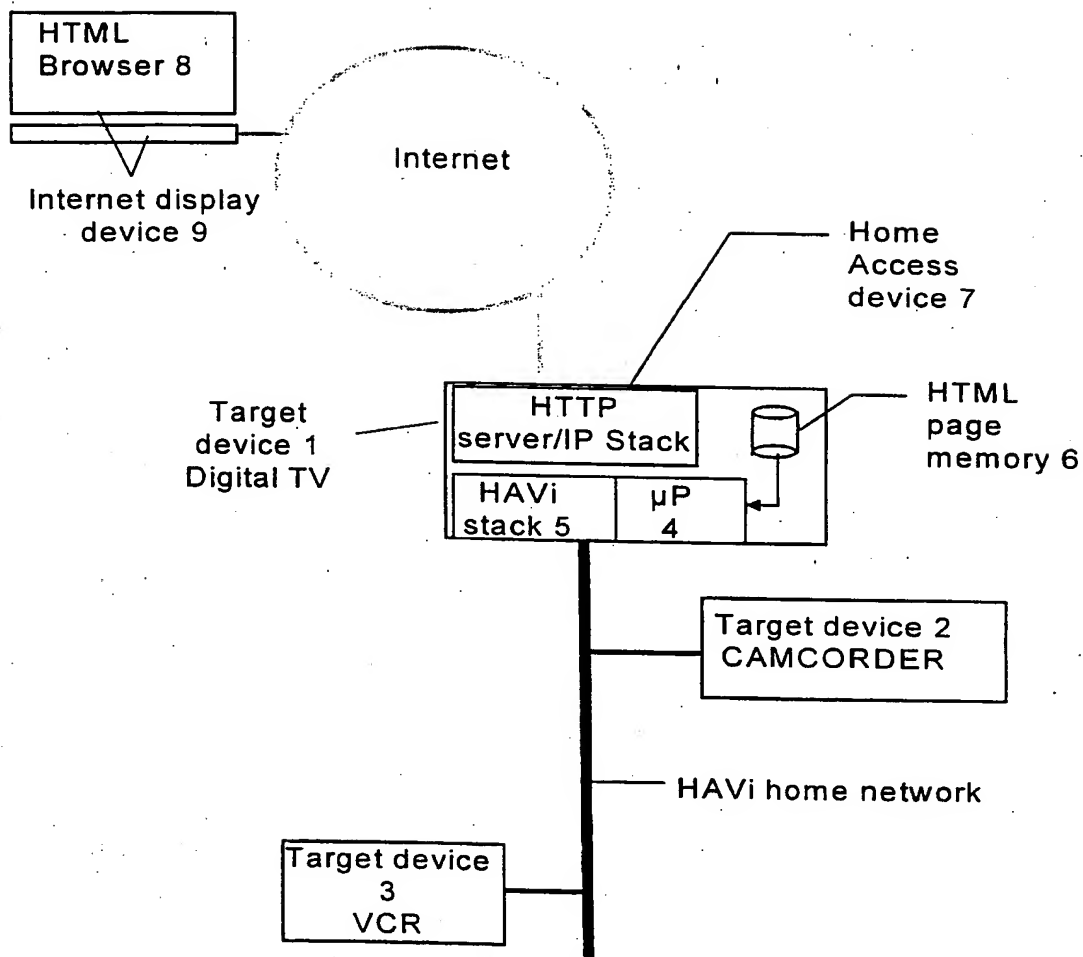 HTML
Browser 8
Internet
Internet display
device 9
Home
Access
device 7
Target
device 1
Digital TV
HTTP
server/IP Stack
HTML
page
memory 6
HAVi
stack 5
µP
4
Target device 2
CAMCORDER
HAVi home network
Target device
3
VCR